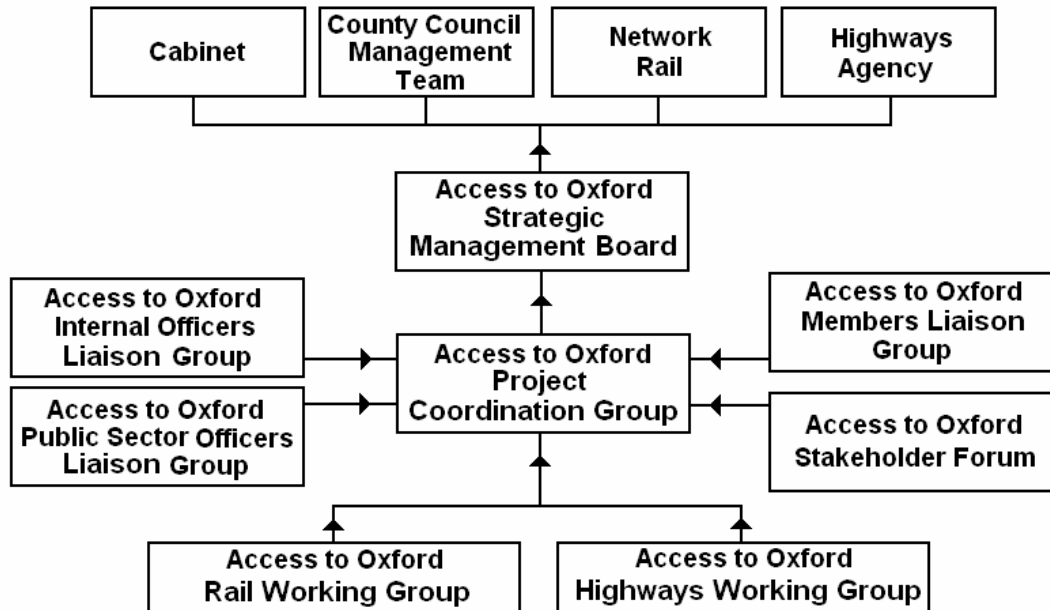 Cabinet
County Council
Management
Team
Network
Rail
Highways
Agency
Access to Oxford
Strategic
Management Board
Access to Oxford
Internal Officers
Liaison Group
Access to Oxford
Members Liaison
Group
Access to Oxford
Project
Coordination Group
Access to Oxford
Public Sector Officers
Liaison Group
Access to Oxford
Stakeholder Forum
Access to Oxford
Rail Working Group
Access to Oxford
Highways Working Group